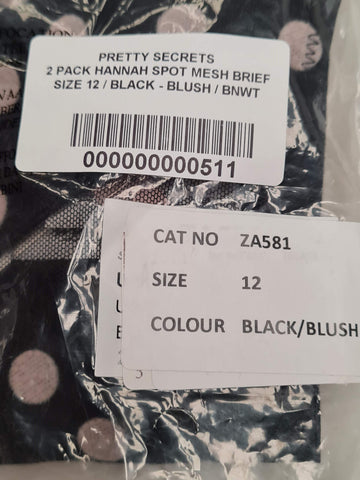 PRETTY SECRETS
2 PACK HANNAH SPOT MESH BRIEF
SIZE 12 / BLACK - BLUSH / BNWT
000000000511
CAT NO ZA581
SIZE 12
COLOUR BLACK/BLUSH